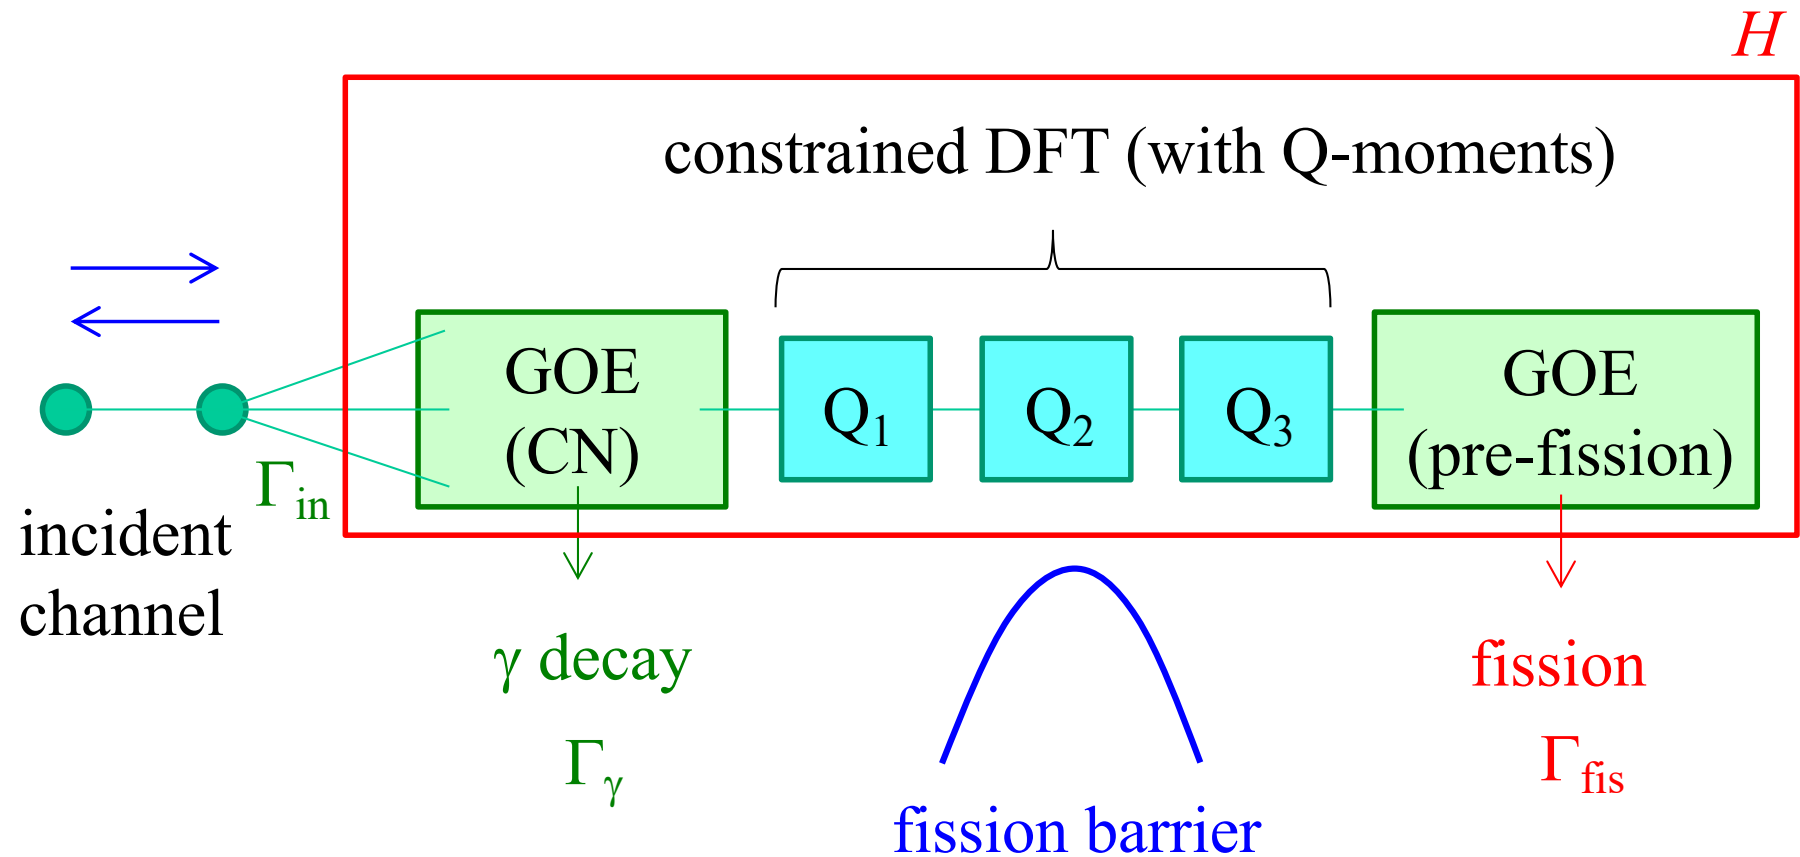 H
constrained DFT (with Q-moments)
GOE
(CN)
Q₁
Q₂
Q₃
GOE
(pre-fission)
Γin
incident
channel
γ decay
Γγ
fission
Γfis
fission barrier